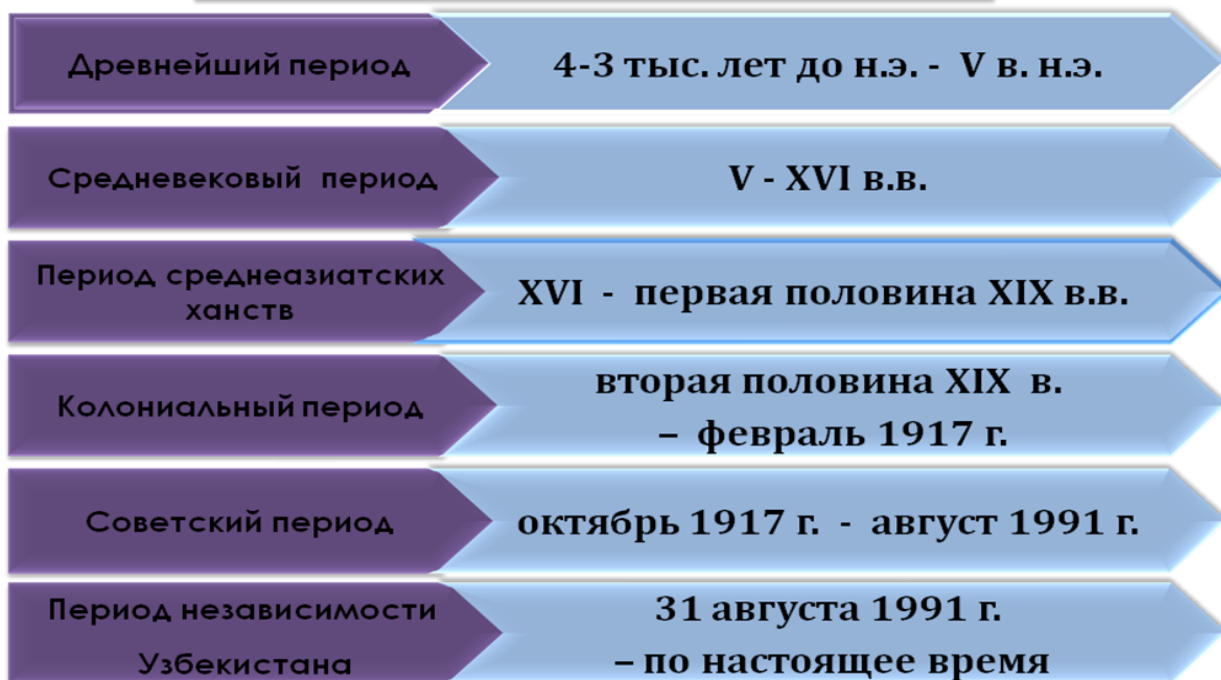 Древнейший период
4-3 тыс. лет до н.э. - V в. н.э.
Средневековый период
V - XVI в.в.
Период среднеазиатских
ханств
XVI - первая половина XIX в.в.
Колониальный период
вторая половина XIX в.
– февраль 1917 г.
Советский период
октябрь 1917 г. - август 1991 г.
Период независимости
Узбекистана
31 августа 1991 г.
– по настоящее время